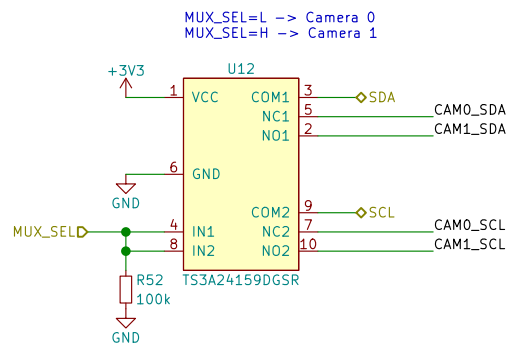 MUX_SEL=L -> Camera 0
MUX_SEL=H -> Camera 1
+3V3
U12
1 VCC COM1 3 SDA
NC1 5 CAM0_SDA
NO1 2 CAM1_SDA
6 GND
GND
COM2 9 SCL
MUX_SEL 4 IN1 NC2 7 CAM0_SCL
8 IN2 NO2 10 CAM1_SCL
R52 TS3A24159DGSR
100k
GND